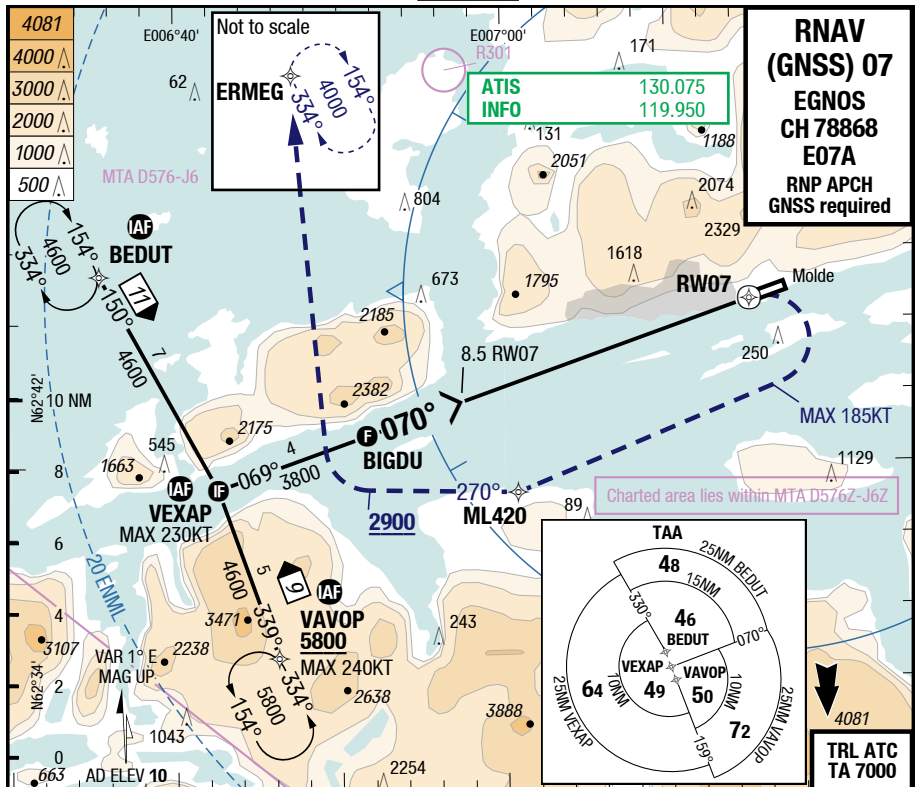 4081
4000
3000
2000
1000
500
Not to scale
ERMEG
154°
4000
334°
E006°40'
E007°00'
R301
171
62
ATIS 130.075
INFO 119.950
131
1188
RNAV
(GNSS) 07
EGNOS
CH 78868
E07A
RNP APCH
GNSS required
MTA D576-J6
2051
2074
2329
804
IAF
BEDUT
154°
4600
334°
11
150°
7
4600
673
1795
1618
RW07
Molde
2185
8.5 RW07
250
N62°42'
10 NM
2382
MAX 185KT
2175
F
070°
BIGDU
545
1663
8
069°
4
3800
1129
IAF
IF
VEXAP
MAX 230KT
270°
ML420
2900
89
Charted area lies within MTA D576Z-J6Z
6
20 ENML
5
4600
339°
9
IAF
VAVOP
5800
MAX 240KT
4
3471
243
3107
VAR 1° E
MAG UP
2238
334°
5800
154°
2638
N62°34'
2
3888
1043
0
663
AD ELEV 10
2254
TAA
48
25NM BEDUT
15NM
330°
46
BEDUT
070°
VEXAP
VAVOP
64
10NM
49
50
10NM
25NM VEXAP
72
25NM VAVOP
159°
4081
TRL ATC
TA 7000